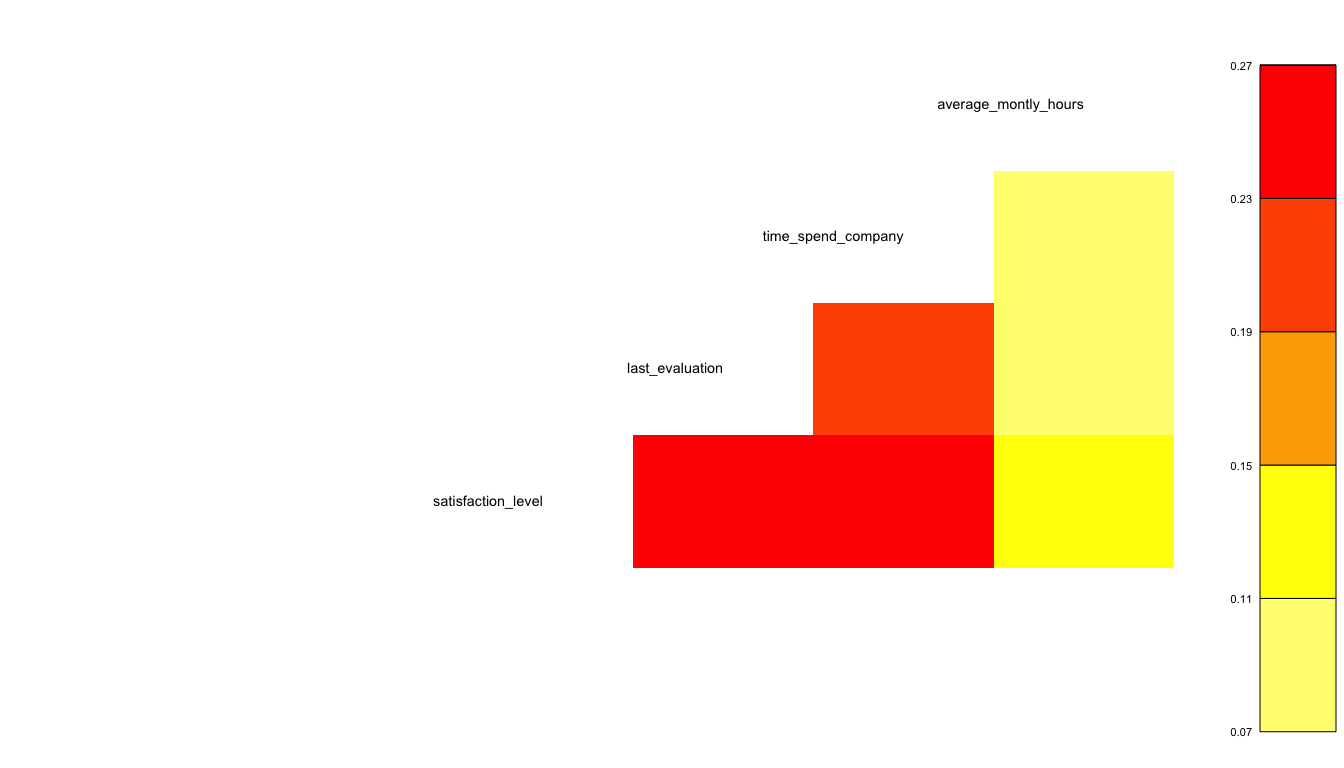 average_montly_hours
time_spend_company
last_evaluation
satisfaction_level
0.27
0.23
0.19
0.15
0.11
0.07